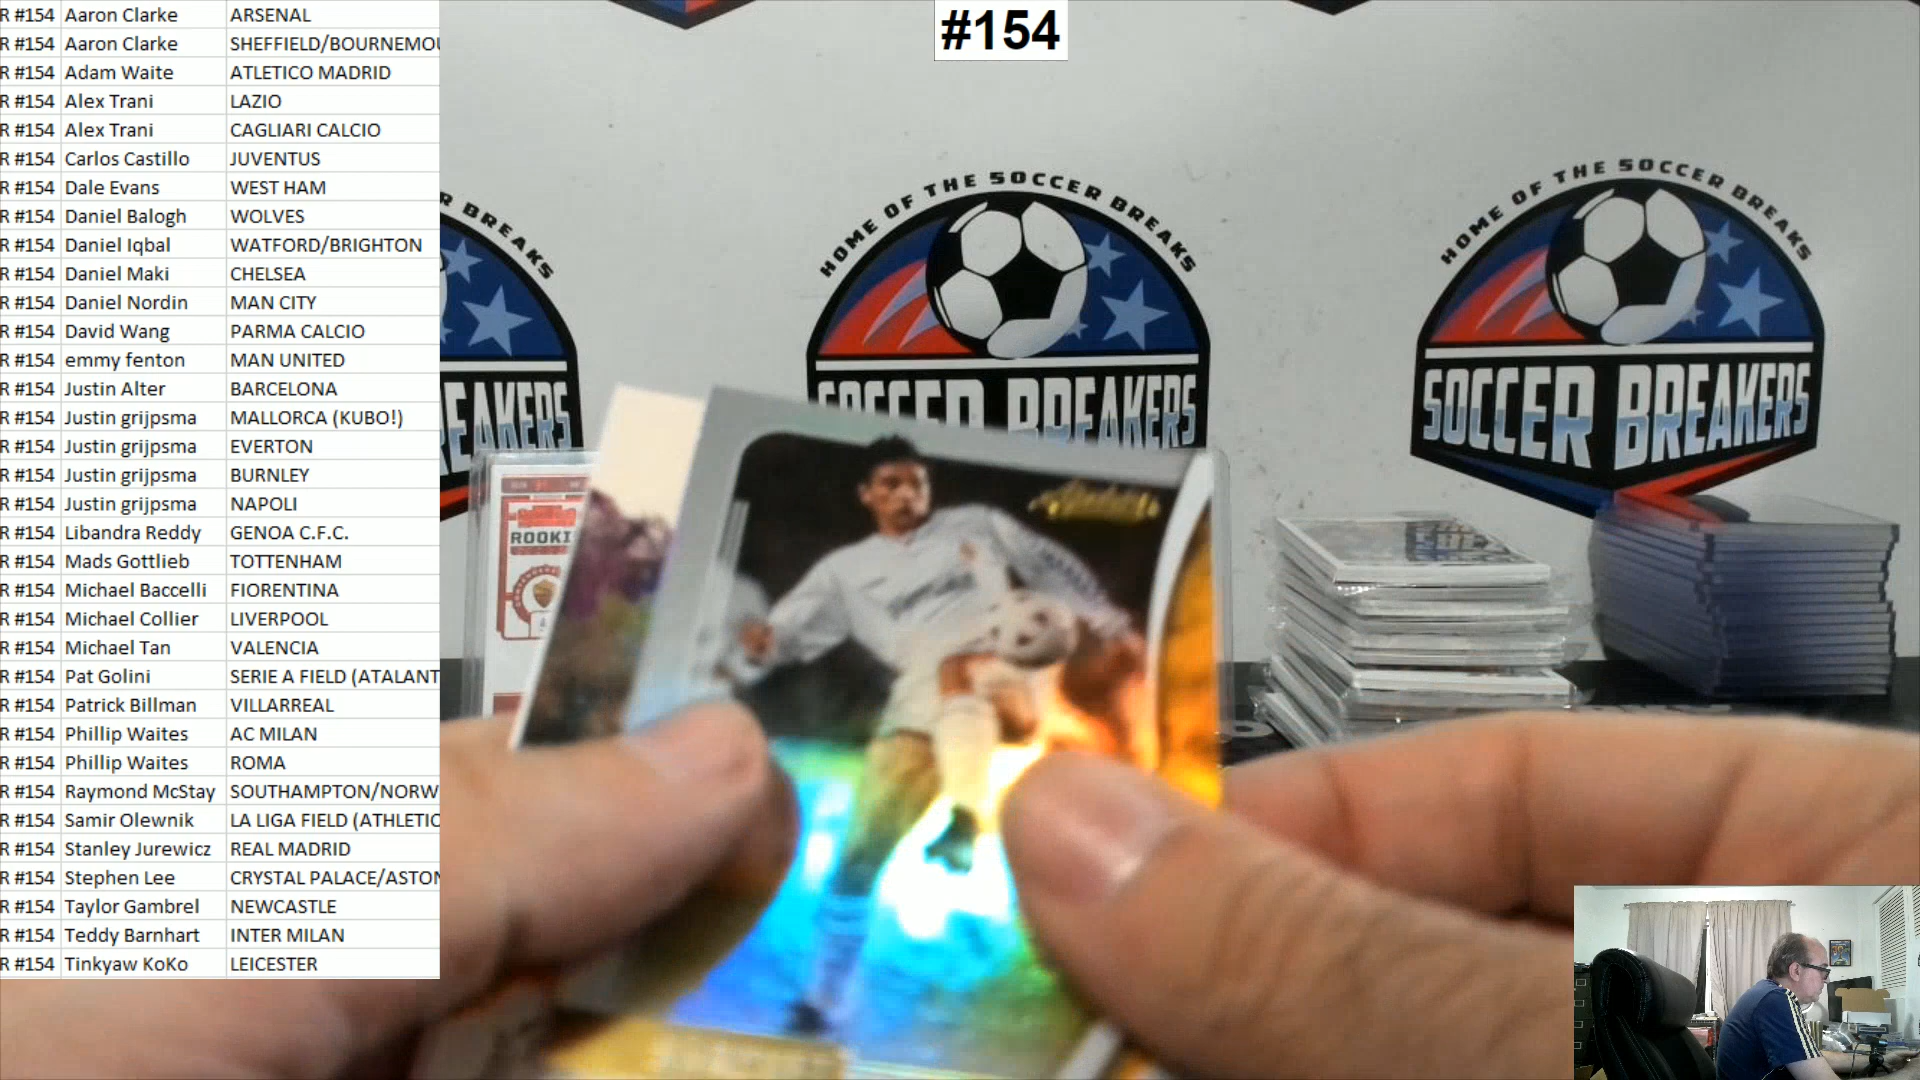 #154
R #154 Aaron Clarke ARSENAL
R #154 Aaron Clarke SHEFFIELD/BOURNEMOU
R #154 Adam Waite ATLETICO MADRID
R #154 Alex Trani LAZIO
R #154 Alex Trani CAGLIARI CALCIO
R #154 Carlos Castillo JUVENTUS
R #154 Dale Evans WEST HAM
R #154 Daniel Balogh WOLVES
R #154 Daniel Iqbal WATFORD/BRIGHTON
R #154 Daniel Maki CHELSEA
R #154 Daniel Nordin MAN CITY
R #154 David Wang PARMA CALCIO
R #154 emmy fenton MAN UNITED
R #154 Justin Alter BARCELONA
R #154 Justin grijpsma MALLORCA (KUBO!)
R #154 Justin grijpsma EVERTON
R #154 Justin grijpsma BURNLEY
R #154 Justin grijpsma NAPOLI
R #154 Libandra Reddy GENOA C.F.C.
R #154 Mads Gottlieb TOTTENHAM
R #154 Michael Baccelli FIORENTINA
R #154 Michael Collier LIVERPOOL
R #154 Michael Tan VALENCIA
R #154 Pat Golini SERIE A FIELD (ATALANT
R #154 Patrick Billman VILLARREAL
R #154 Phillip Waites AC MILAN
R #154 Phillip Waites ROMA
R #154 Raymond McStay SOUTHAMPTON/NORW
R #154 Samir Olewnik LA LIGA FIELD (ATHLETIC
R #154 Stanley Jurewicz REAL MADRID
R #154 Stephen Lee CRYSTAL PALACE/ASTON
R #154 Taylor Gambrel NEWCASTLE
R #154 Teddy Barnhart INTER MILAN
R #154 Tinkyaw KoKo LEICESTER
R BREAKS
EAKERS
HOME OF THE SOCCER BREAKS
SOCCER BREAKERS
HOME OF THE SOCCER BREAKS
SOCCER BREAKERS
ROOKI